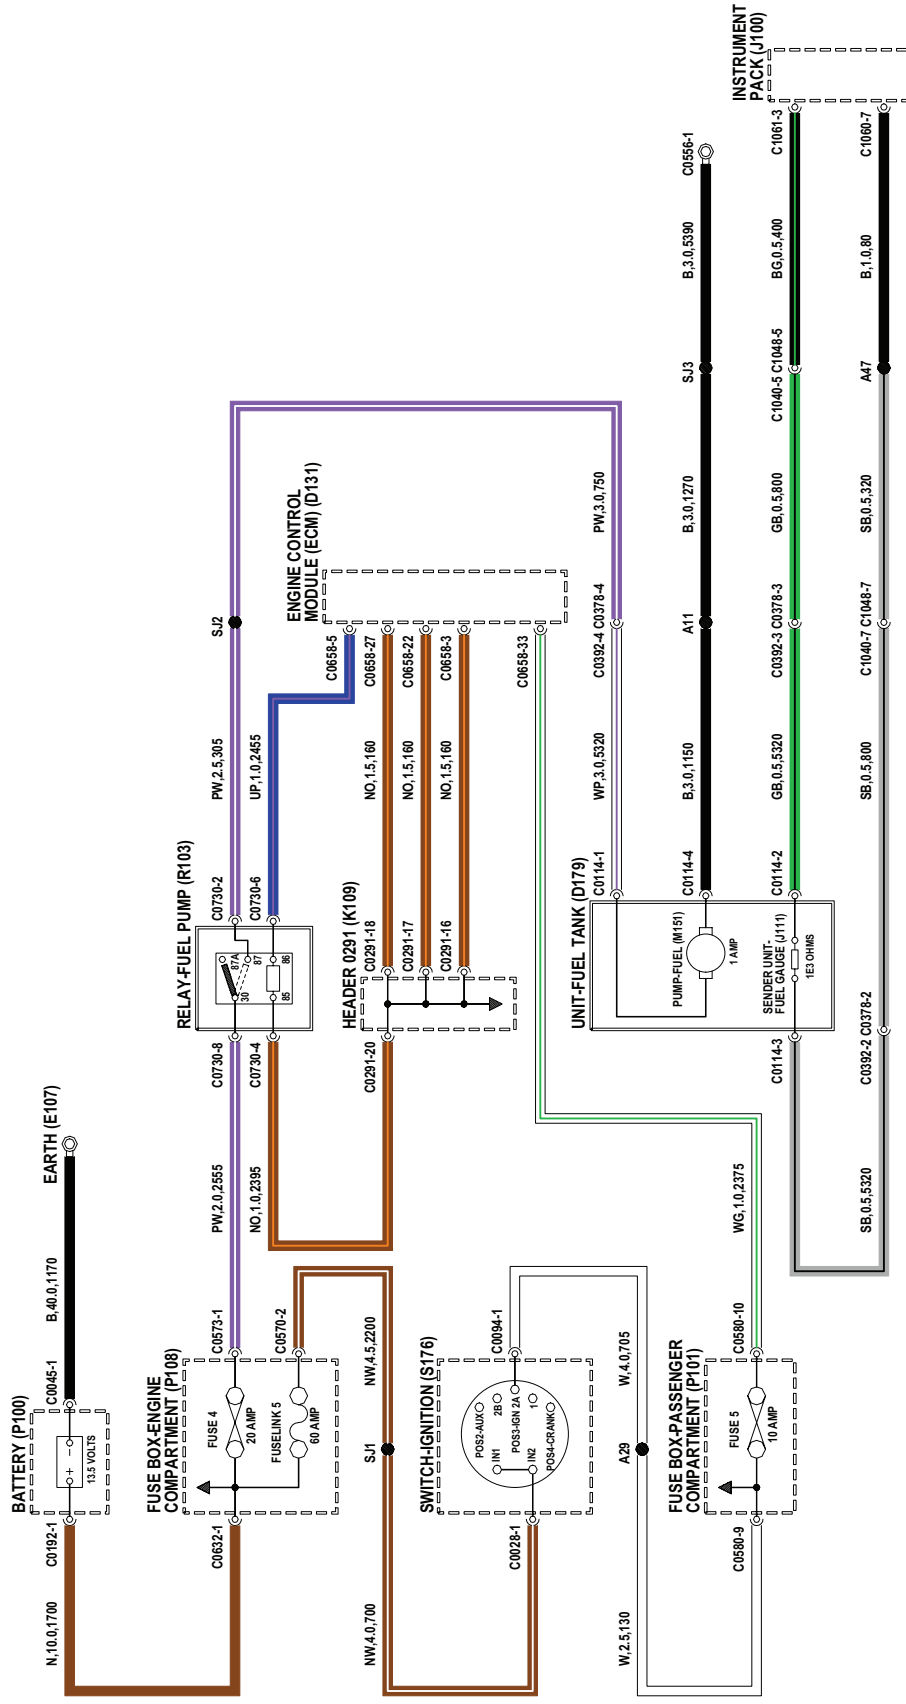 BATTERY (P100)
13.5 VOLTS
- +
C0192-1
C0045-1
N,10.0,1700
B,40.0,1170
EARTH (E107)
FUSE BOX-ENGINE
COMPARTMENT (P108)
FUSE 4
20 AMP
FUSELINK 5
60 AMP
C0632-1
C0573-1
C0570-2
PW,2.0,2555
NO,1.0,2395
NW,4.5,2200
SJ1
NW,4.0,700
RELAY-FUEL PUMP (R103)
30
87A
87
85
86
C0730-8
C0730-4
C0730-2
C0730-6
PW,2.5,305
UP,1.0,2455
SJ2
HEADER 0291 (K109)
C0291-20
C0291-18
C0291-17
C0291-16
NO,1.5,160
NO,1.5,160
NO,1.5,160
ENGINE CONTROL
MODULE (ECM) (D131)
C0658-5
C0658-27
C0658-22
C0658-3
C0658-33
SWITCH-IGNITION (S176)
POS2-AUX
2B
IN1
POS3-IGN 2A
IN2
1
POS4-CRANK
C0028-1
C0094-1
W,4.0,705
A29
W,2.5,130
FUSE BOX-PASSENGER
COMPARTMENT (P101)
FUSE 5
10 AMP
C0580-9
C0580-10
WG,1.0,2375
UNIT-FUEL TANK (D179)
PUMP-FUEL (M151)
1 AMP
SENDER UNIT-
FUEL GAUGE (J111)
1E3 OHMS
C0114-3
C0114-1
C0114-4
C0114-2
WP,3.0,5320
C0392-4 C0378-4
PW,3.0,750
B,3.0,1150
A11
B,3.0,1270
SJ3
B,3.0,5390
C0556-1
GB,0.5,5320
C0392-3 C0378-3
GB,0.5,800
C1040-5 C1048-5
BG,0.5,400
C1061-3
SB,0.5,5320
C0392-2 C0378-2
SB,0.5,800
C1040-7 C1048-7
SB,0.5,320
A47
B,1.0,80
C1060-7
INSTRUMENT
PACK (J100)